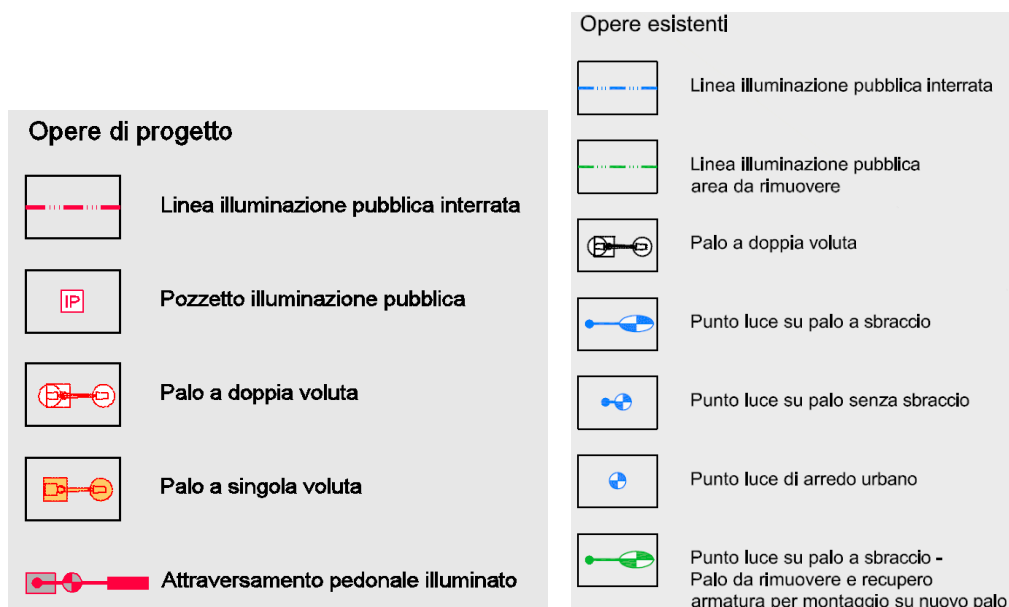 Opere di progetto
Linea illuminazione pubblica interrata
IP
Pozzetto illuminazione pubblica
Palo a doppia voluta
Palo a singola voluta
Attraversamento pedonale illuminato
Opere esistenti
Linea illuminazione pubblica interrata
Linea illuminazione pubblica
area da rimuovere
Palo a doppia voluta
Punto luce su palo a sbraccio
Punto luce su palo senza sbraccio
Punto luce di arredo urbano
Punto luce su palo a sbraccio -
Palo da rimuovere e recupero
armatura per montaggio su nuovo palo